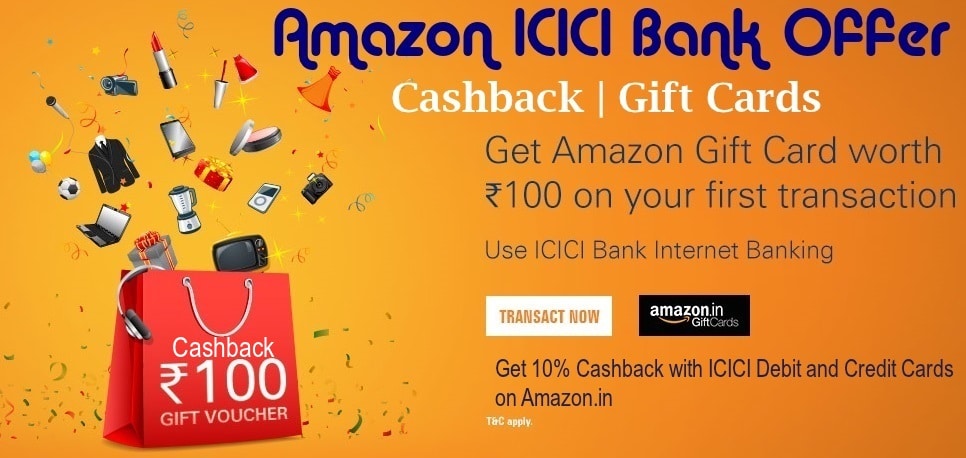 Amazon ICICI Bank Offer
Cashback | Gift Cards
Get Amazon Gift Card worth
₹100 on your first transaction
Use ICICI Bank Internet Banking
TRANSACT NOW
amazon.in
GiftCards
Get 10% Cashback with ICICI Debit and Credit Cards
on Amazon.in
T&C apply.
Cashback
₹100
GIFT VOUCHER